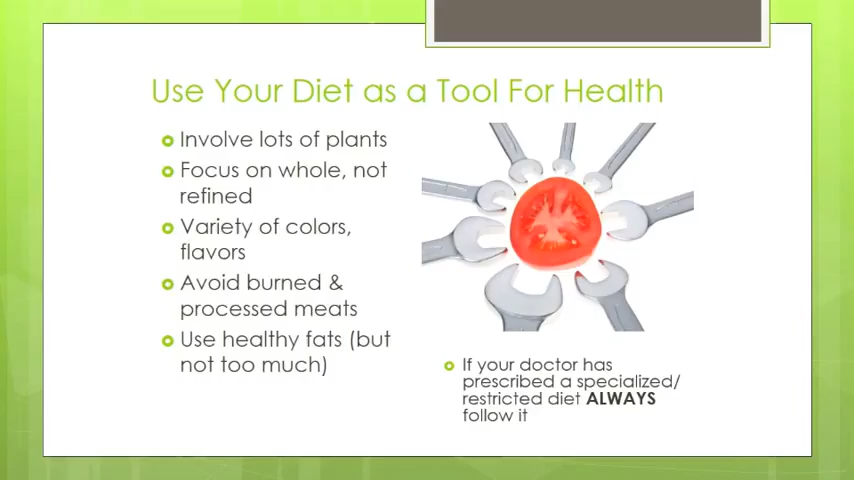 Use Your Diet as a Tool For Health
Involve lots of plants
Focus on whole, not
refined
Variety of colors,
flavors
Avoid burned &
processed meats
Use healthy fats (but
not too much)
If your doctor has
prescribed a specialized/
restricted diet ALWAYS
follow it